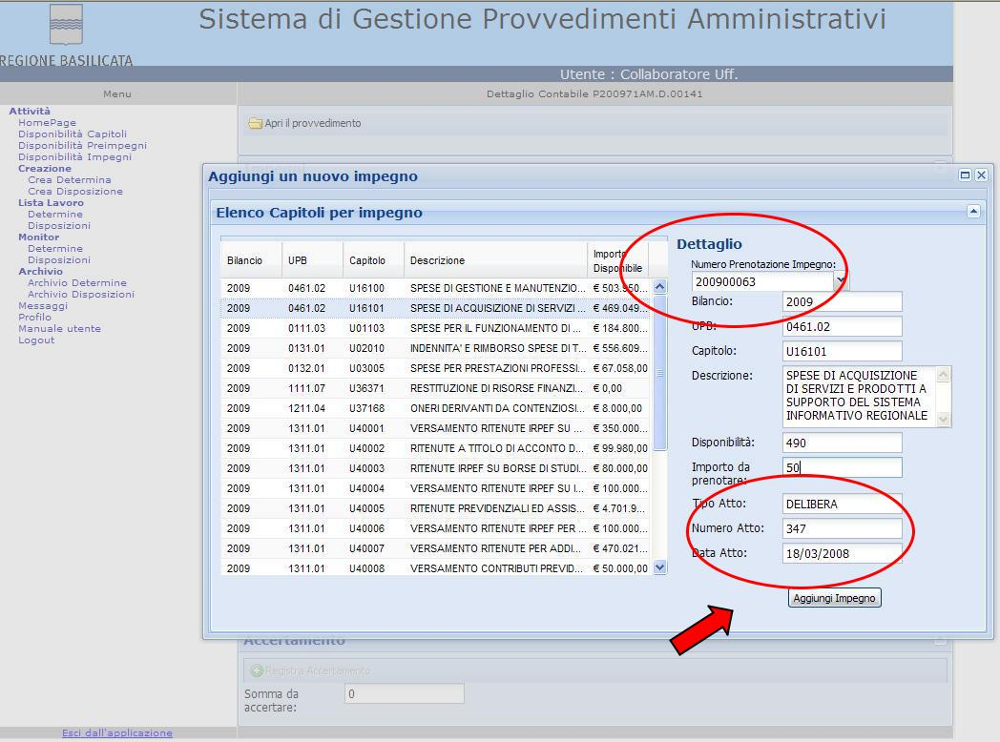 Sistema di Gestione Provvedimenti Amministrativi
REGIONE BASILICATA
Utente : Collaboratore Uff.
Menu
Dettaglio Contabile P200971AM.D.00141
Attività
HomePage
Disponibilità Capitoli
Disponibilità Preimpegni
Disponibilità Impegni
Creazione
Crea Determina
Crea Disposizione
Lista Lavoro
Determine
Disposizioni
Monitor
Determine
Disposizioni
Archivio
Archivio Determine
Archivio Disposizioni
Messaggi
Profilo
Manuale utente
Logout
Esci dall'applicazione
Apri il provvedimento
Aggiungi un nuovo impegno
Elenco Capitoli per impegno
Bilancio UPB Capitolo Descrizione Importo Disponibile
2009 0461.02 U16100 SPESE DI GESTIONE E MANUTENZIO... € 503.950...
2009 0461.02 U16101 SPESE DI ACQUISIZIONE DI SERVIZI ... € 469.049...
2009 0111.03 U01103 SPESE PER IL FUNZIONAMENTO DI ... € 184.800...
2009 0131.01 U02010 INDENNITA' E RIMBORSO SPESE DI T... € 556.609...
2009 0132.01 U03005 SPESE PER PRESTAZIONI PROFESSI... € 67.058,00
2009 1111.07 U36371 RESTITUZIONE DI RISORSE FINANZI... € 0,00
2009 1211.04 U37168 ONERI DERIVANTI DA CONTENZIOSI... € 8.000,00
2009 1311.01 U40001 VERSAMENTO RITENUTE IRPEF SU ... € 350.000...
2009 1311.01 U40002 RITENUTE A TITOLO DI ACCONTO D... € 99.980,00
2009 1311.01 U40003 RITENUTE IRPEF SU BORSE DI STUDI... € 80.000,00
2009 1311.01 U40004 VERSAMENTO RITENUTE IRPEF SU I... € 100.000...
2009 1311.01 U40005 RITENUTE PREVIDENZIALI ED ASSIS... € 4.701.9...
2009 1311.01 U40006 VERSAMENTO RITENUTE IRPEF PER ... € 100.000...
2009 1311.01 U40007 VERSAMENTO RITENUTE PER ADDI... € 470.021...
2009 1311.01 U40008 VERSAMENTO CONTRIBUTI PREVID... € 50.000,00
Dettaglio
Numero Prenotazione Impegno:
200900063
Bilancio: 2009
UPB: 0461.02
Capitolo: U16101
Descrizione: SPESE DI ACQUISIZIONE
DI SERVIZI E PRODOTTI A
SUPPORTO DEL SISTEMA
INFORMATIVO REGIONALE
Disponibilità: 490
Importo da prenotare: 50
Tipo Atto: DELIBERA
Numero Atto: 347
Data Atto: 18/03/2008
Aggiungi Impegno
Accertamento
Registra Accertamento
Somma da accertare: 0